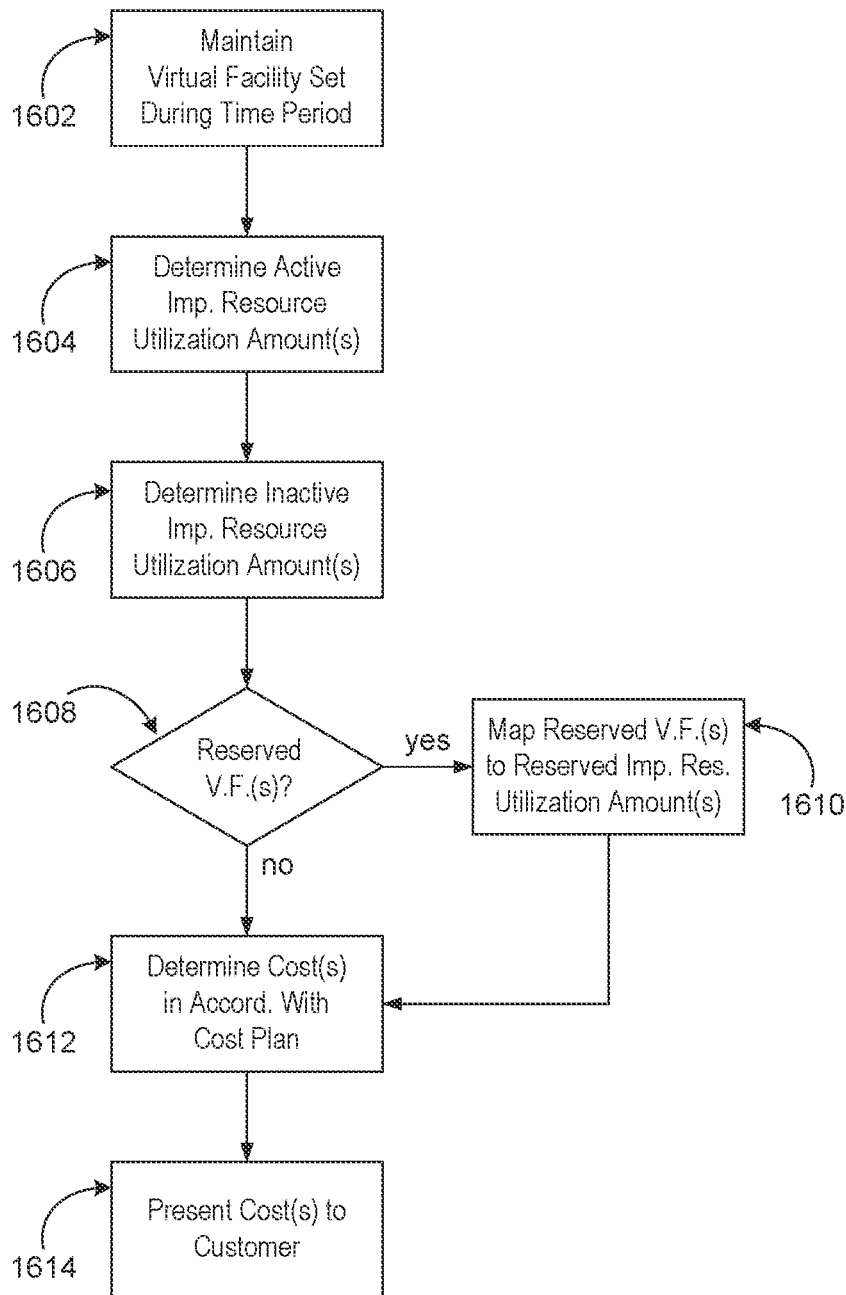 Maintain
Virtual Facility Set
During Time Period
1602
Determine Active
Imp. Resource
Utilization Amount(s)
1604
Determine Inactive
Imp. Resource
Utilization Amount(s)
1606
1608
Reserved
V.F.(s)?
yes
Map Reserved V.F.(s)
to Reserved Imp. Res.
Utilization Amount(s)
1610
no
Determine Cost(s)
in Accord. With
Cost Plan
1612
Present Cost(s) to
Customer
1614